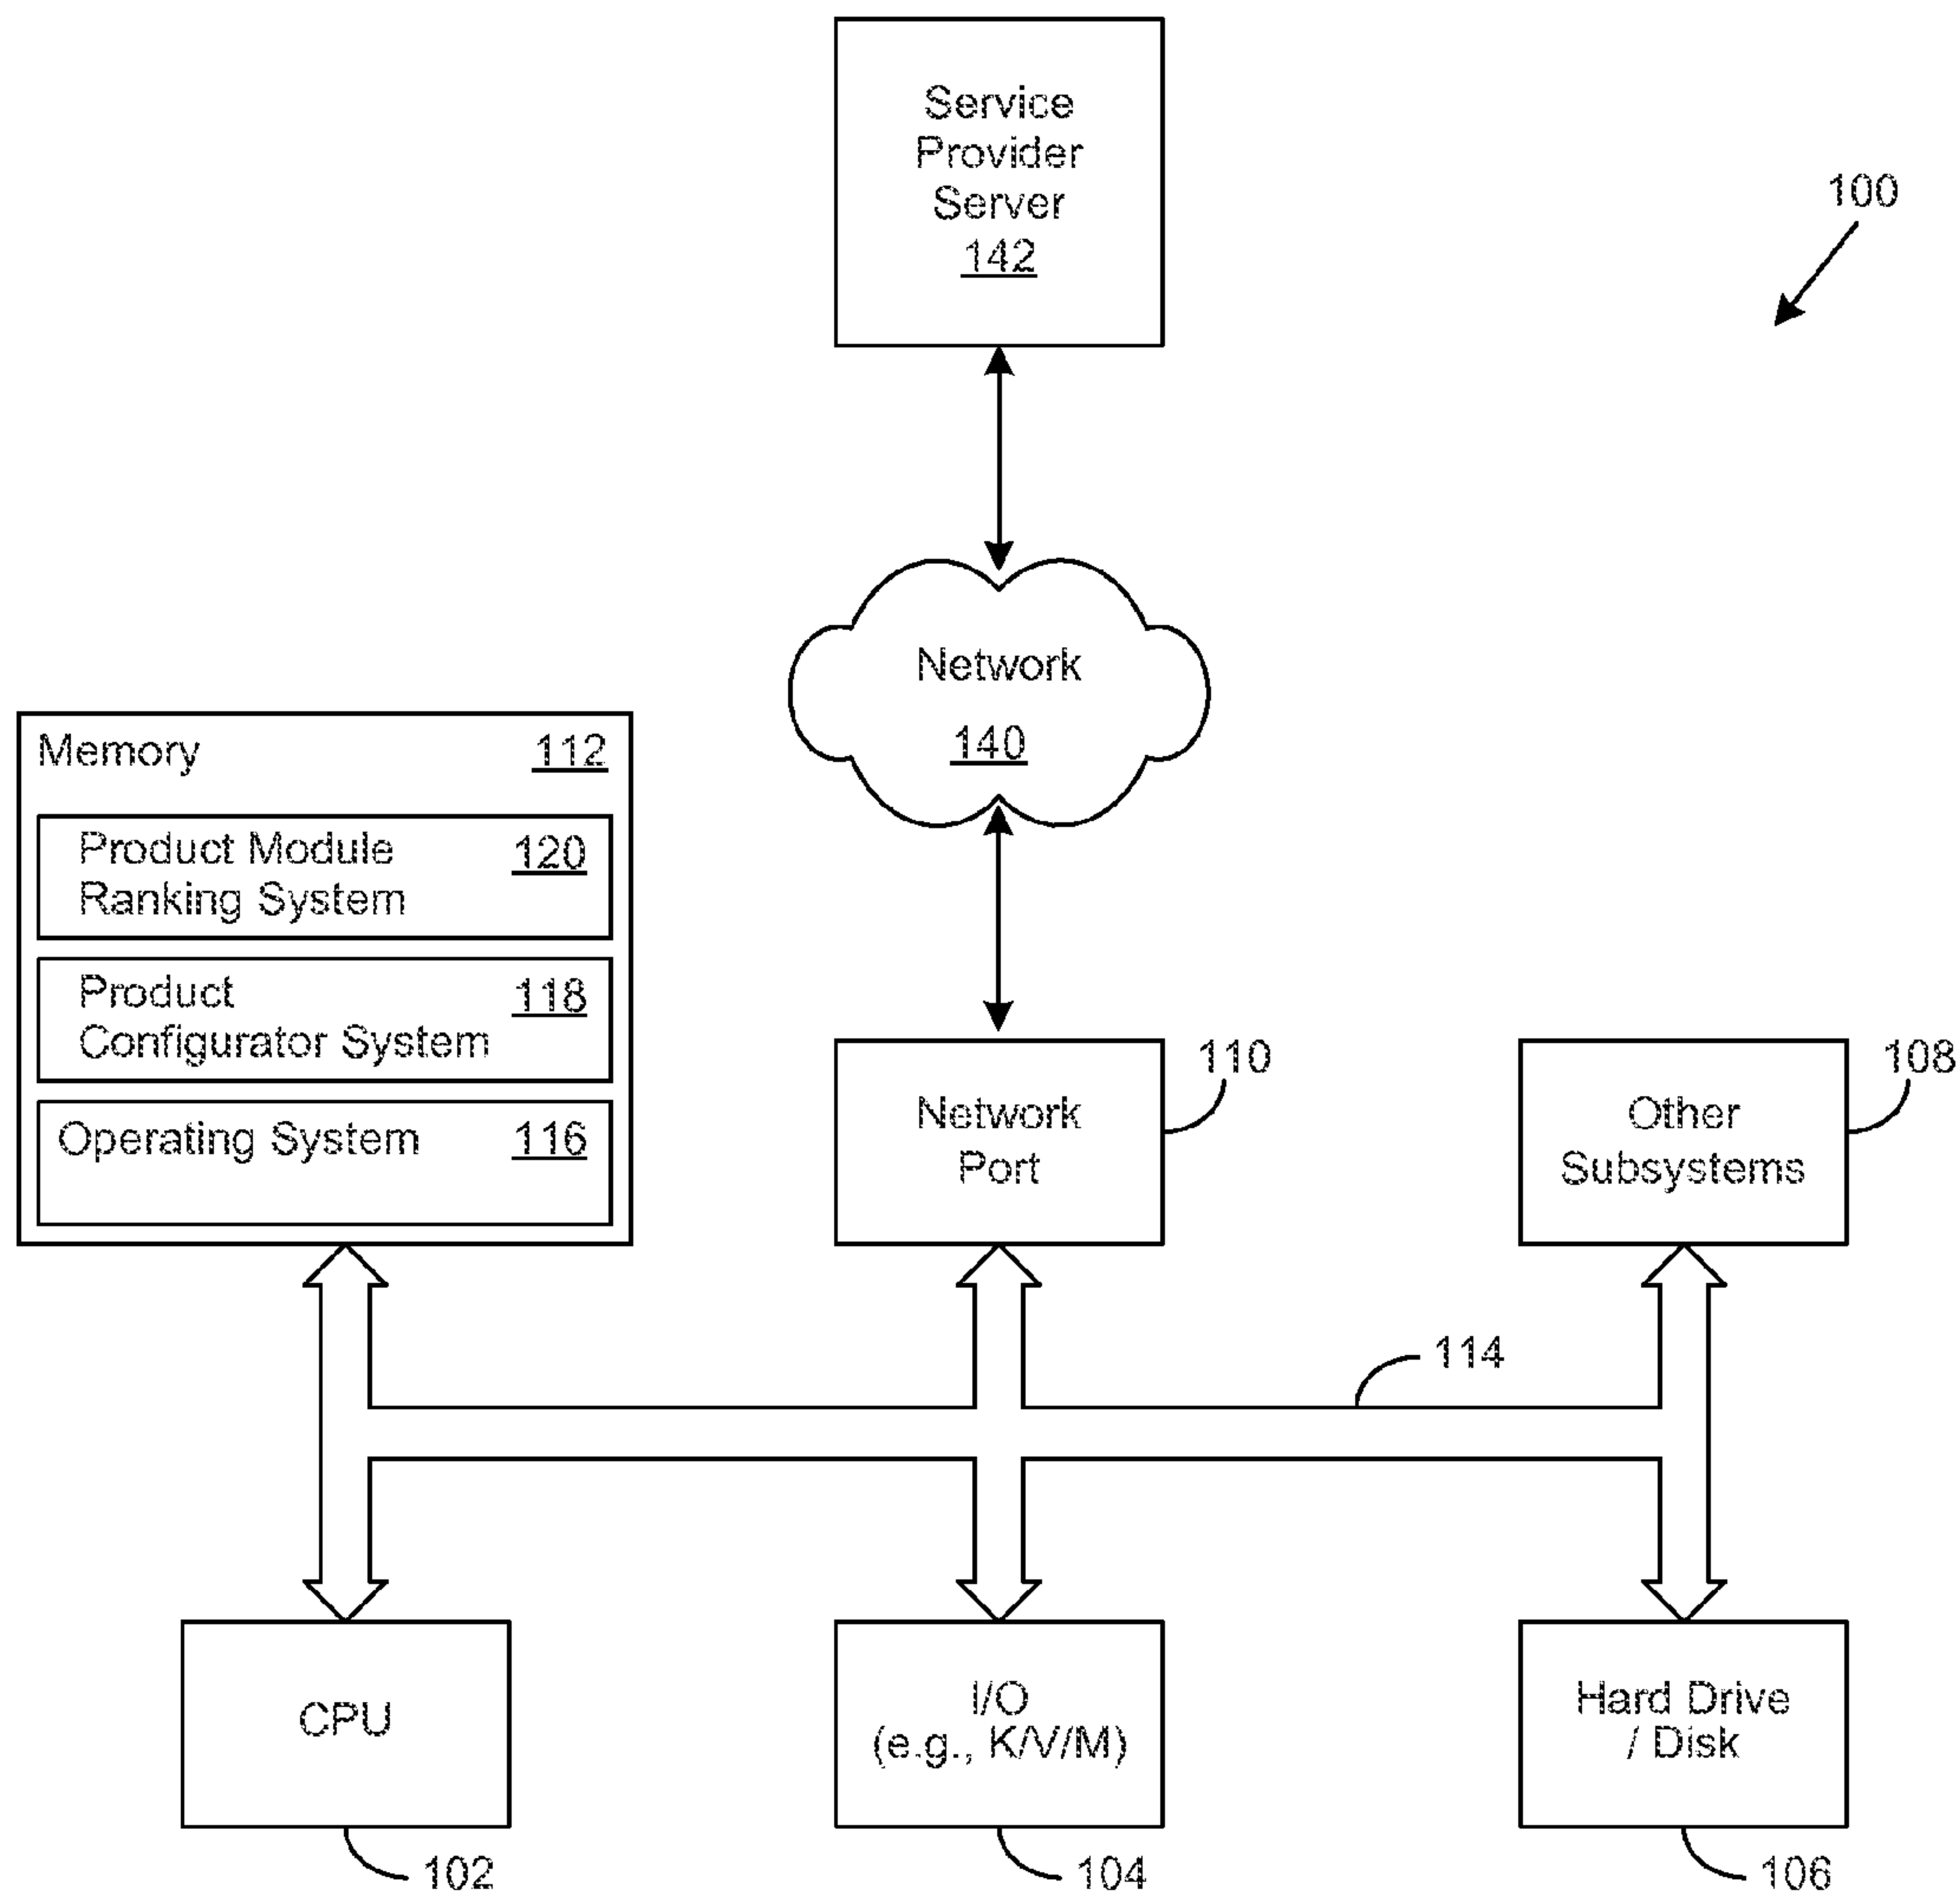 Service
Provider
Server
142
100
Network
140
Memory 112
Product Module 120
Ranking System
Product 118
Configurator System
Operating System 116
110
Network
Port
108
Other
Subsystems
114
CPU
102
I/O
(e.g., K/V/M)
104
Hard Drive
/ Disk
106